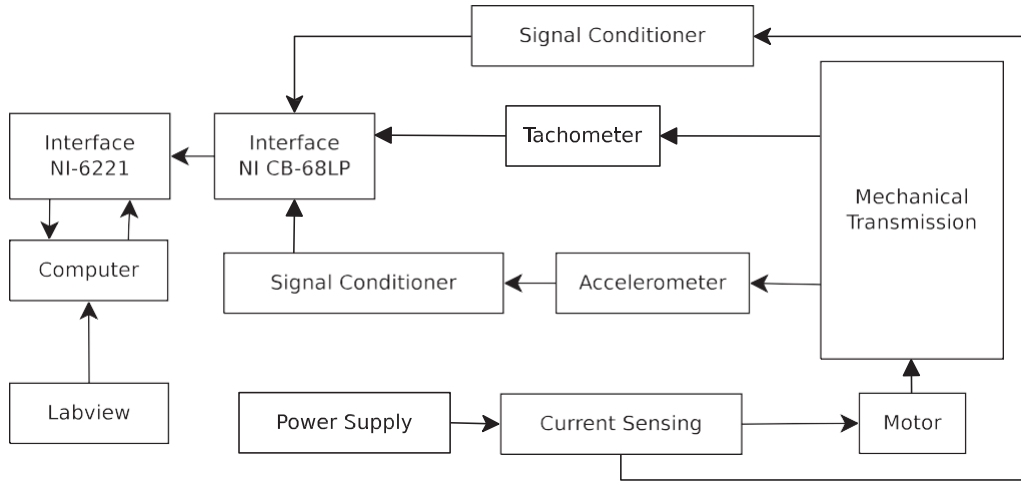 Signal Conditioner
Interface
NI-6221
Interface
NI CB-68LP
Tachometer
Mechanical
Transmission
Computer
Signal Conditioner
Accelerometer
Labview
Power Supply
Current Sensing
Motor